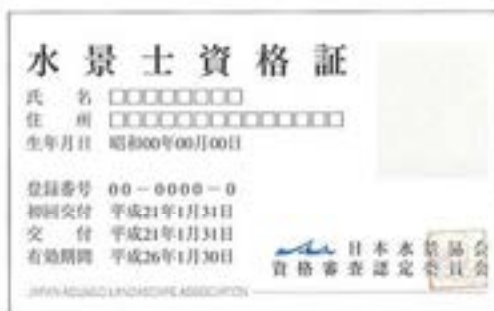 水景士資格証
氏 名 □□□□□□□□
住 所 □□□□□□□□□□□□□□
生年月日 昭和00年00月00日
登録番号 00-0000-0
初回交付 平成21年1月31日
交 付 平成21年1月31日
有効期間 平成26年1月30日
日本水景協会
資格審査認定委員会
JAPAN AQUATIC LANDSCAPE ASSOCIATION